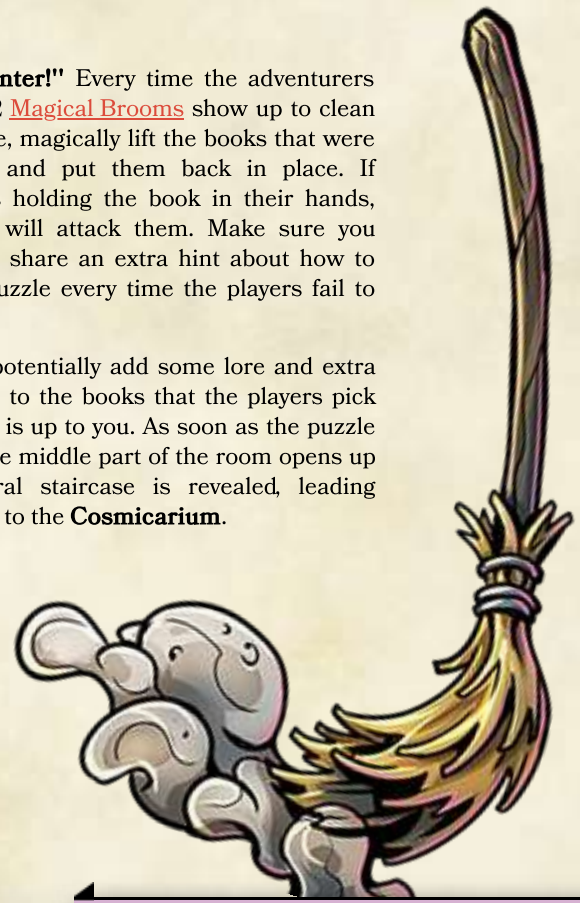 nter!" Every time the adventurers
2 Magical Brooms show up to clean
e, magically lift the books that were
and put them back in place. If
s holding the book in their hands,
will attack them. Make sure you
share an extra hint about how to
uzzle every time the players fail to
potentially add some lore and extra
to the books that the players pick
is up to you. As soon as the puzzle
e middle part of the room opens up
ral staircase is revealed, leading
to the Cosmicarium.